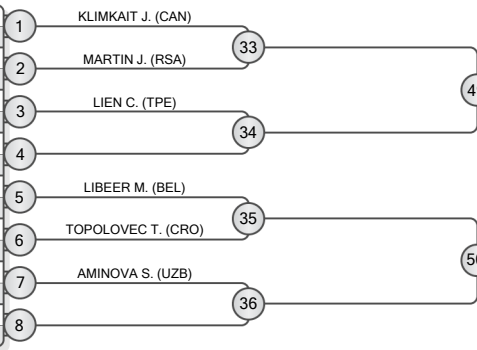 1
KLIMKAIT J. (CAN)
33
2
MARTIN J. (RSA)
3
LIEN C. (TPE)
34
4
5
LIBEER M. (BEL)
35
6
TOPOLOVEC T. (CRO)
7
AMINOVA S. (UZB)
36
8